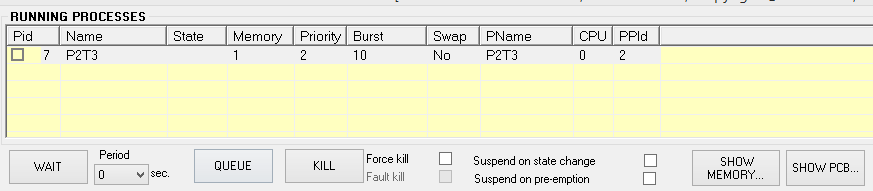 RUNNING PROCESSES
Pid Name State Memory Priority Burst Swap PName CPU PPId
7 P2T3 1 2 10 No P2T3 0 2
WAIT Period 0 sec. QUEUE KILL Force kill Suspend on state change SHOW MEMORY... SHOW PCB...
Fault kill Suspend on pre-emption